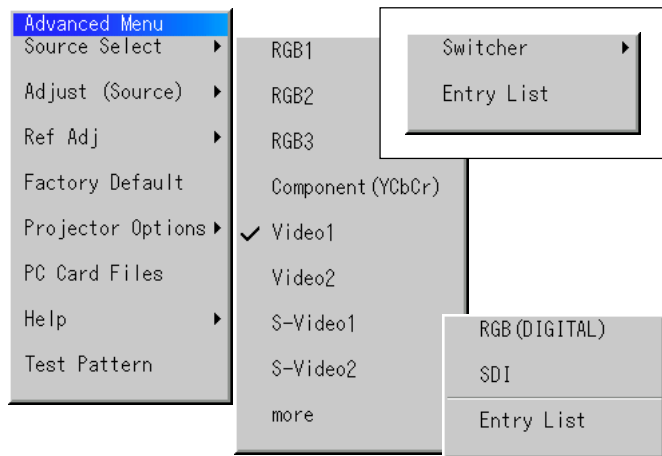 Advanced Menu
Source Select
Adjust (Source)
Ref Adj
Factory Default
Projector Options
PC Card Files
Help
Test Pattern
RGB1
RGB2
RGB3
Component(YCbCr)
Video1
Video2
S-Video1
S-Video2
more
Switcher
Entry List
RGB(DIGITAL)
SDI
Entry List